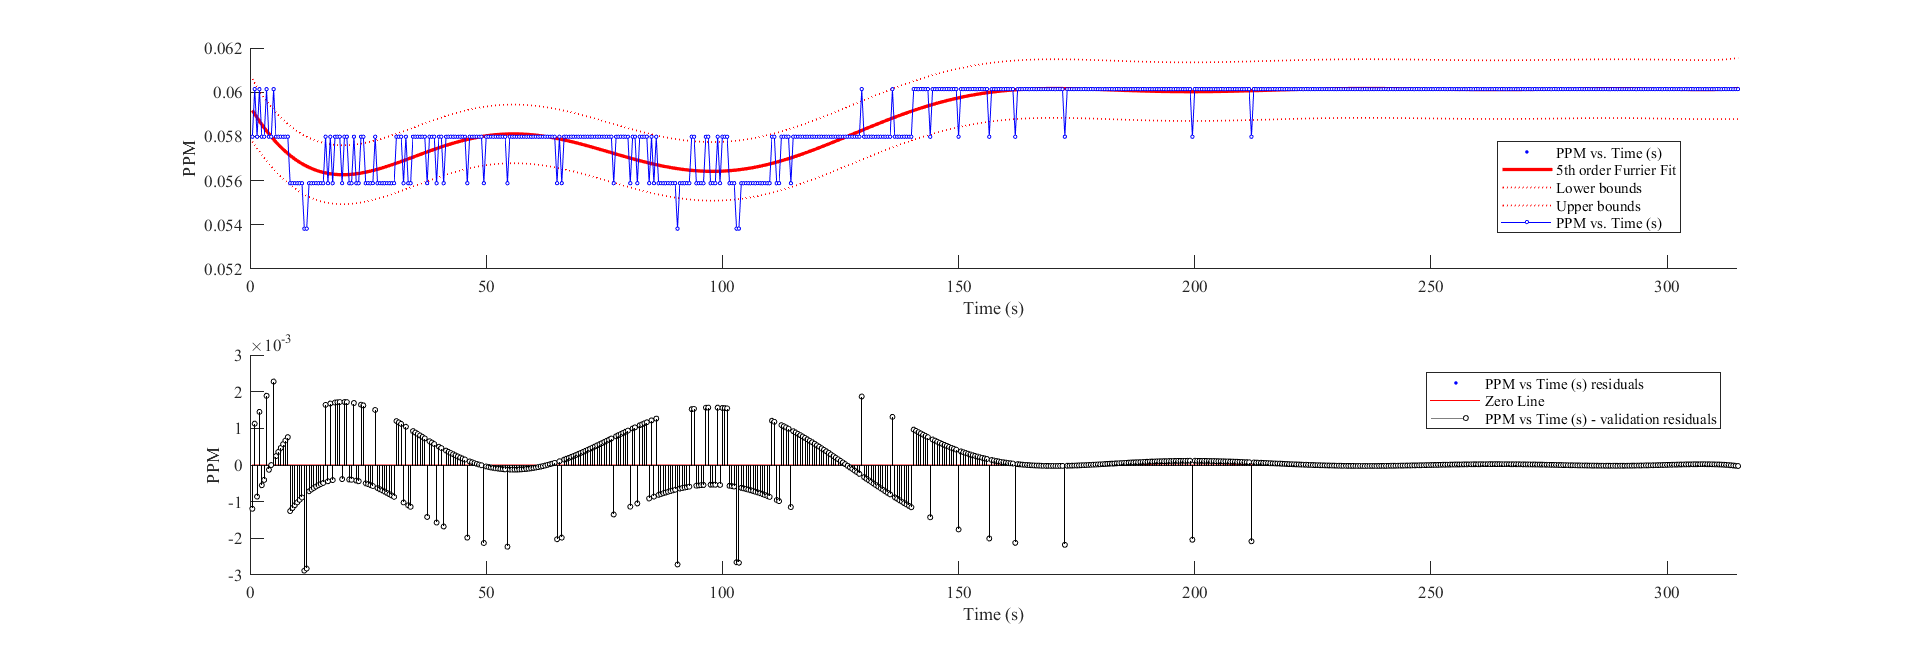 0.062
0.06
0.058
0.056
0.054
0.052
PPM
0 50 100 150 200 250 300
Time (s)
PPM vs. Time (s)
5th order Furrier Fit
Lower bounds
Upper bounds
PPM vs. Time (s)
×10-3
3
2
1
0
-1
-2
-3
PPM
0 50 100 150 200 250 300
Time (s)
PPM vs Time (s) residuals
Zero Line
PPM vs Time (s) - validation residuals